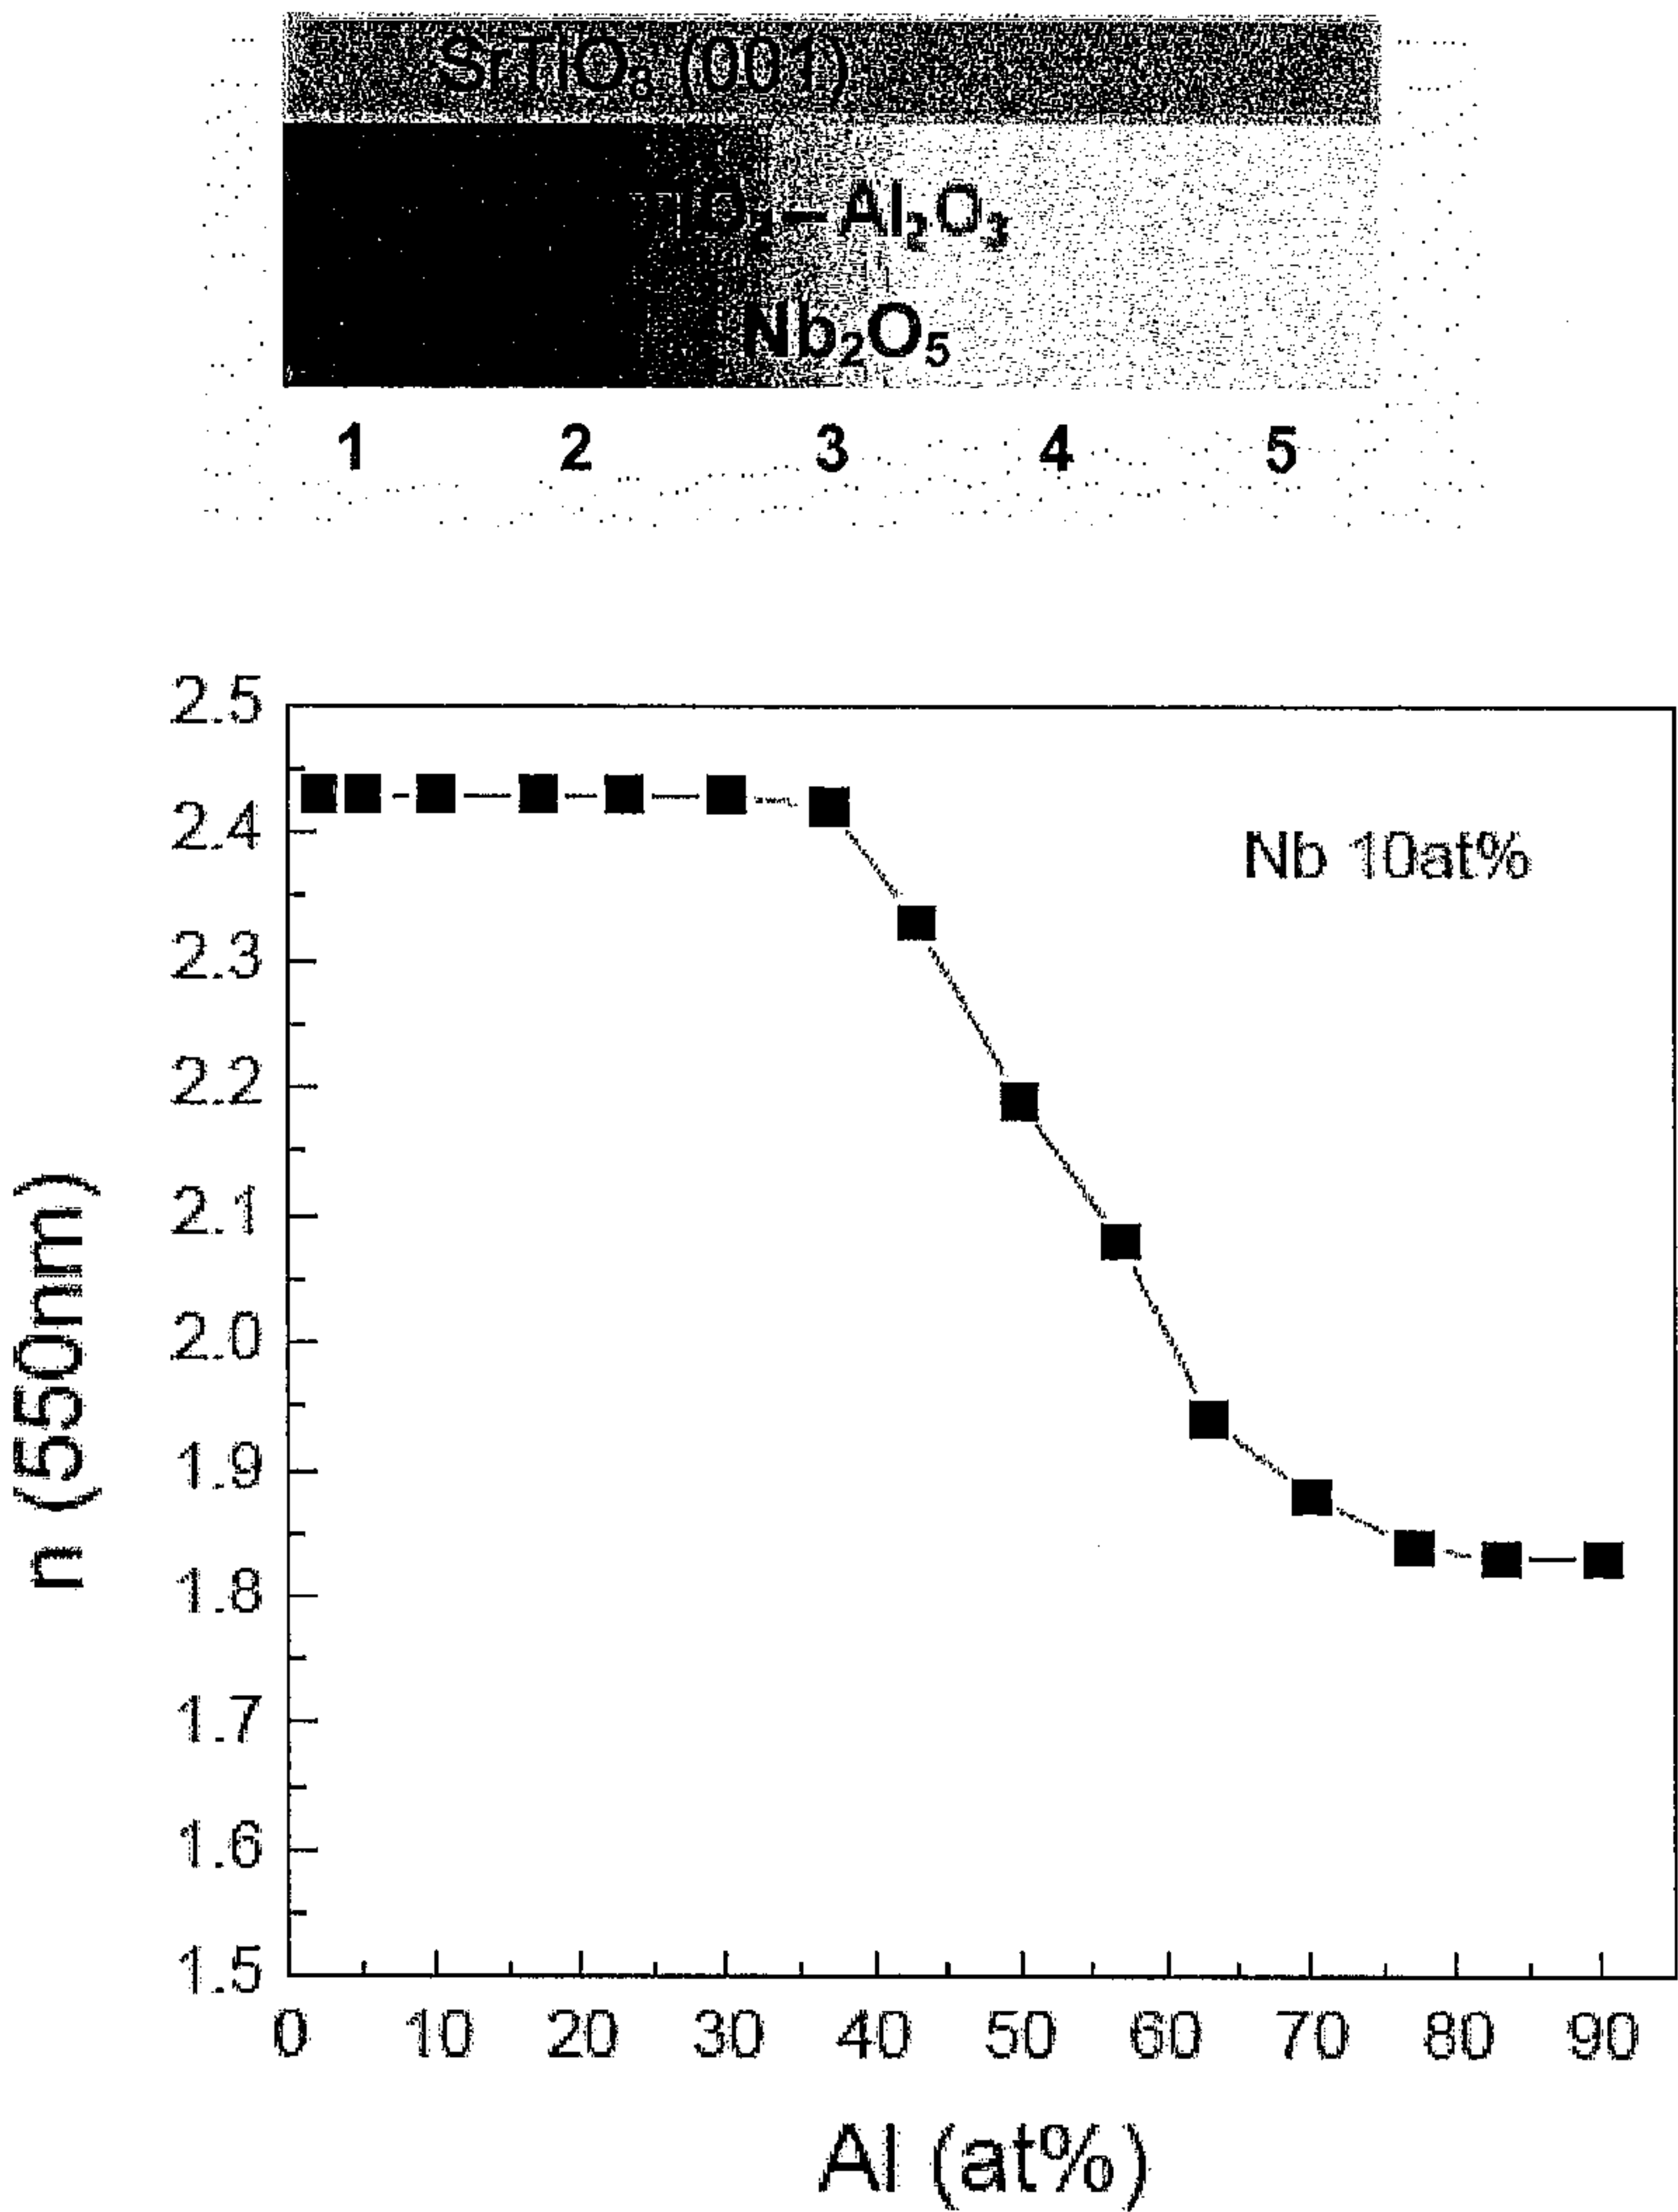 SrTiO₃ (001)
TiO₂– Al₂O₃
Nb₂O₅
1 2 3 4 5
2.5
2.4
Nb 10at%
2.3
2.2
2.1
2.0
1.9
1.8
1.7
1.6
1.5
n (550nm)
0 10 20 30 40 50 60 70 80 90
Al (at%)